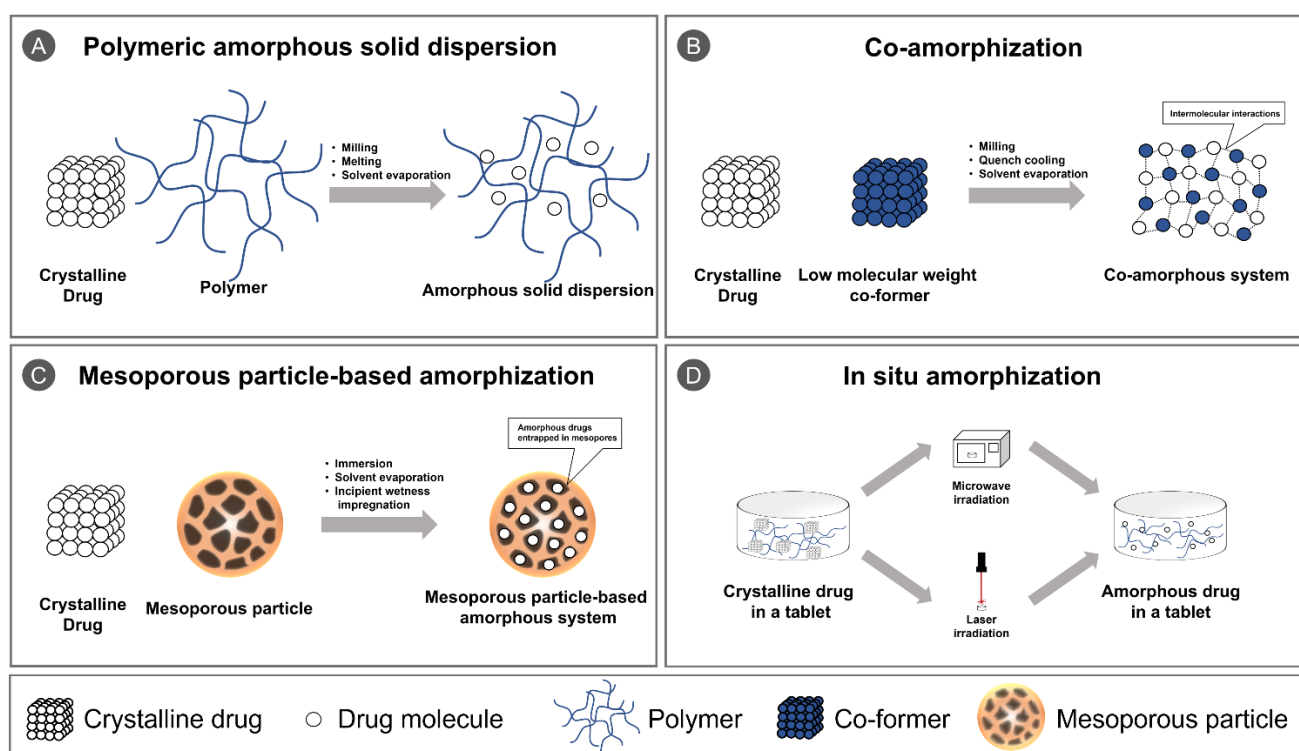 A
Polymeric amorphous solid dispersion
• Milling
• Melting
• Solvent evaporation
Crystalline
Drug
Polymer
Amorphous solid dispersion
B
Co-amorphization
Intermolecular interactions
• Milling
• Quench cooling
• Solvent evaporation
Crystalline
Drug
Low molecular weight
co-former
Co-amorphous system
C
Mesoporous particle-based amorphization
Amorphous drugs
entrapped in mesopores
• Immersion
• Solvent evaporation
• Incipient wetness
impregnation
Crystalline
Drug
Mesoporous particle
Mesoporous particle-based
amorphous system
D
In situ amorphization
Microwave
irradiation
Crystalline drug
in a tablet
Laser
irradiation
Amorphous drug
in a tablet
Crystalline drug
Drug molecule
Polymer
Co-former
Mesoporous particle